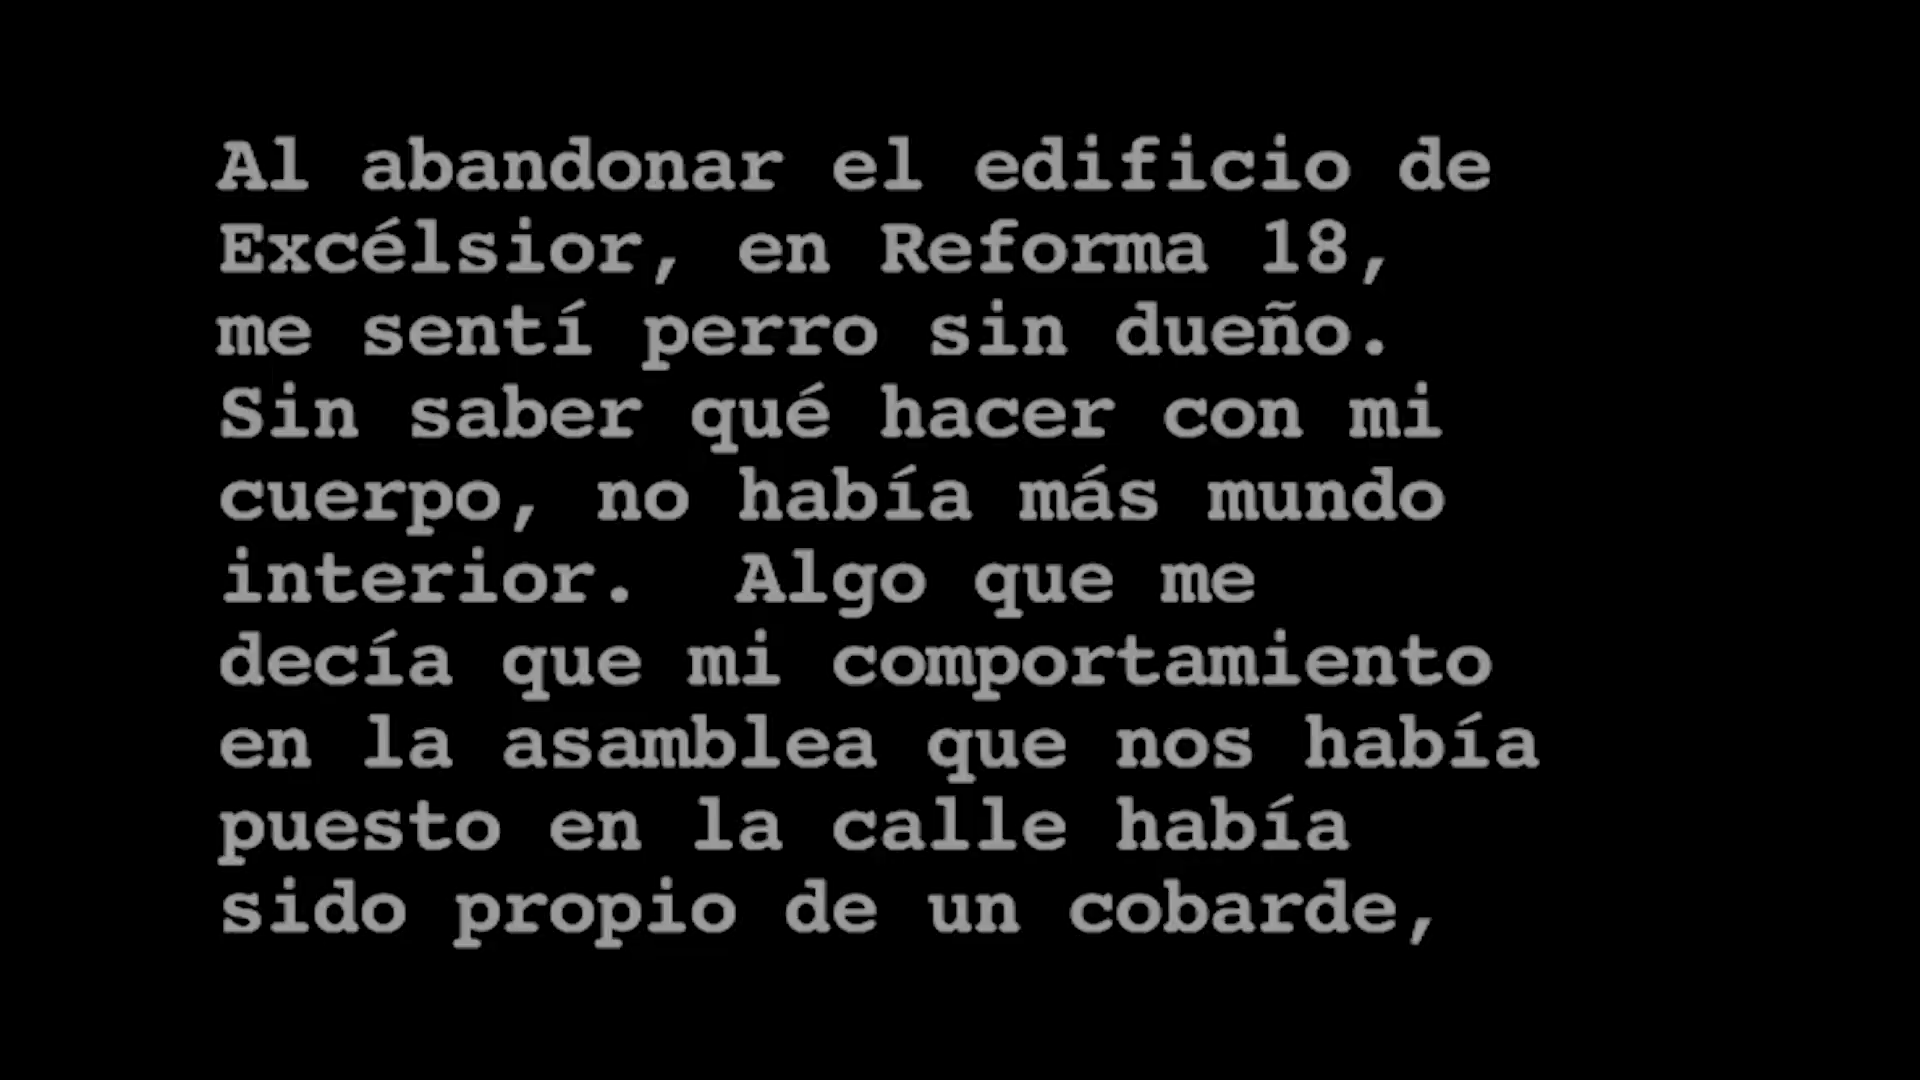 Al abandonar el edificio de
Excélsior, en Reforma 18,
me sentí perro sin dueño.
Sin saber qué hacer con mi
cuerpo, no había más mundo
interior.  Algo que me
decía que mi comportamiento
en la asamblea que nos había
puesto en la calle había
sido propio de un cobarde,